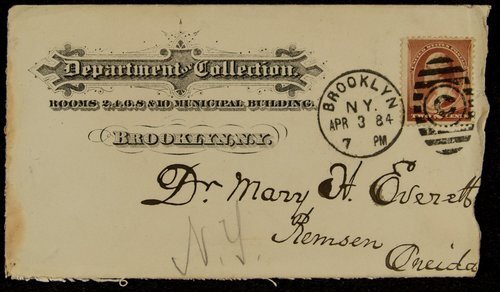 Department of Collection.
ROOMS 2,4,6,8 & 10 MUNICIPAL BUILDING,
BROOKLYN, N.Y.
BROOKLYN
N.Y.
APR 3 84
7 PM
TWO CENTS
Dr. Mary H. Everett
Remsen
Oneida
N.Y.